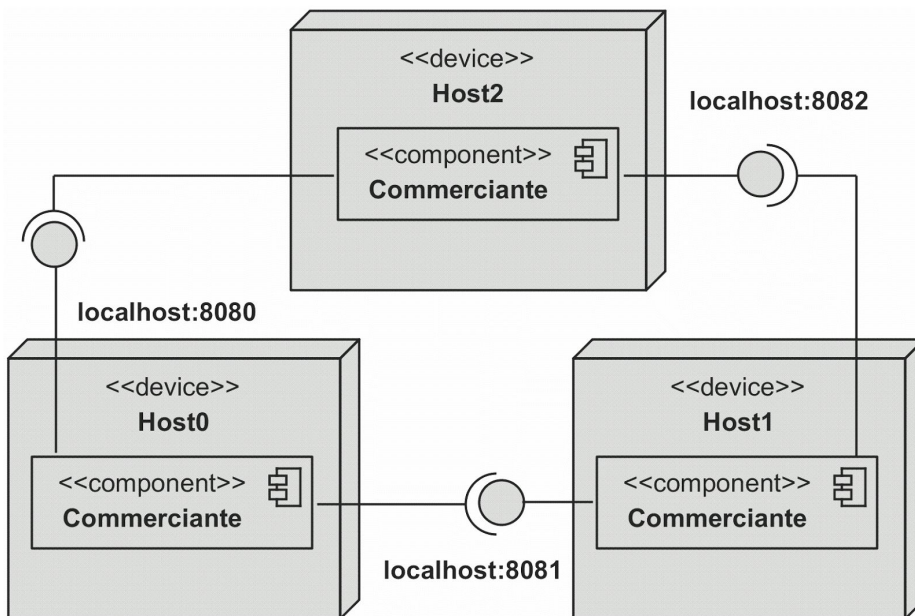 <<device>>
Host2
localhost:8082
<<component>>
Commerciante
localhost:8080
<<device>>
Host0
<<component>>
Commerciante
<<device>>
Host1
<<component>>
Commerciante
localhost:8081